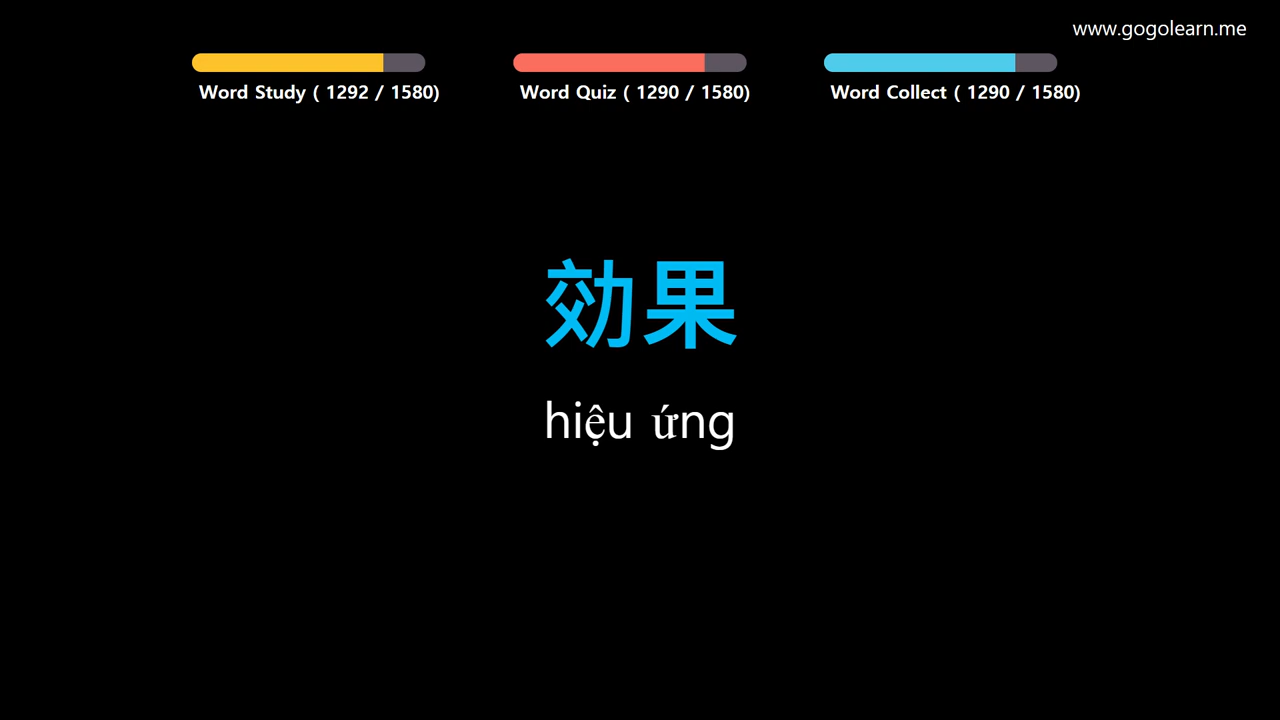 www.gogolearn.me
Word Study ( 1292 / 1580)
Word Quiz ( 1290 / 1580)
Word Collect ( 1290 / 1580)
効果
hiệu ứng